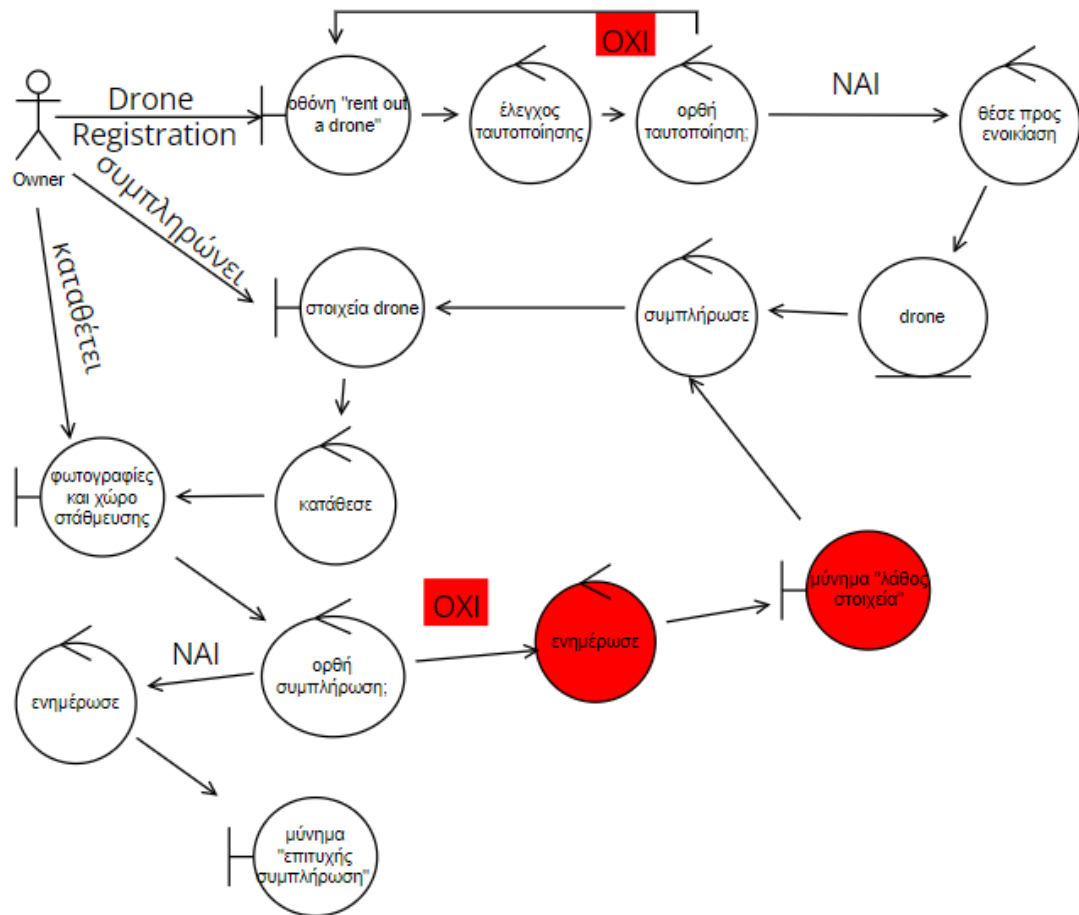 ΟΧΙ
Drone
Registration
Owner
οθόνη "rent out
a drone"
έλεγχος
ταυτοποίησης
ορθή
ταυτοποίηση;
ΝΑΙ
θέσε προς
ενοικίαση
συμπληρώνει
καταθέτει
στοιχεία drone
συμπλήρωσε
drone
φωτογραφίες
και χώρο
στάθμευσης
κατάθεσε
μύνημα "λάθος
στοιχεία"
ΟΧΙ
ενημέρωσε
ΝΑΙ
ορθή
συμπλήρωση;
ενημέρωσε
μύνημα
"επιτυχής
συμπλήρωση"